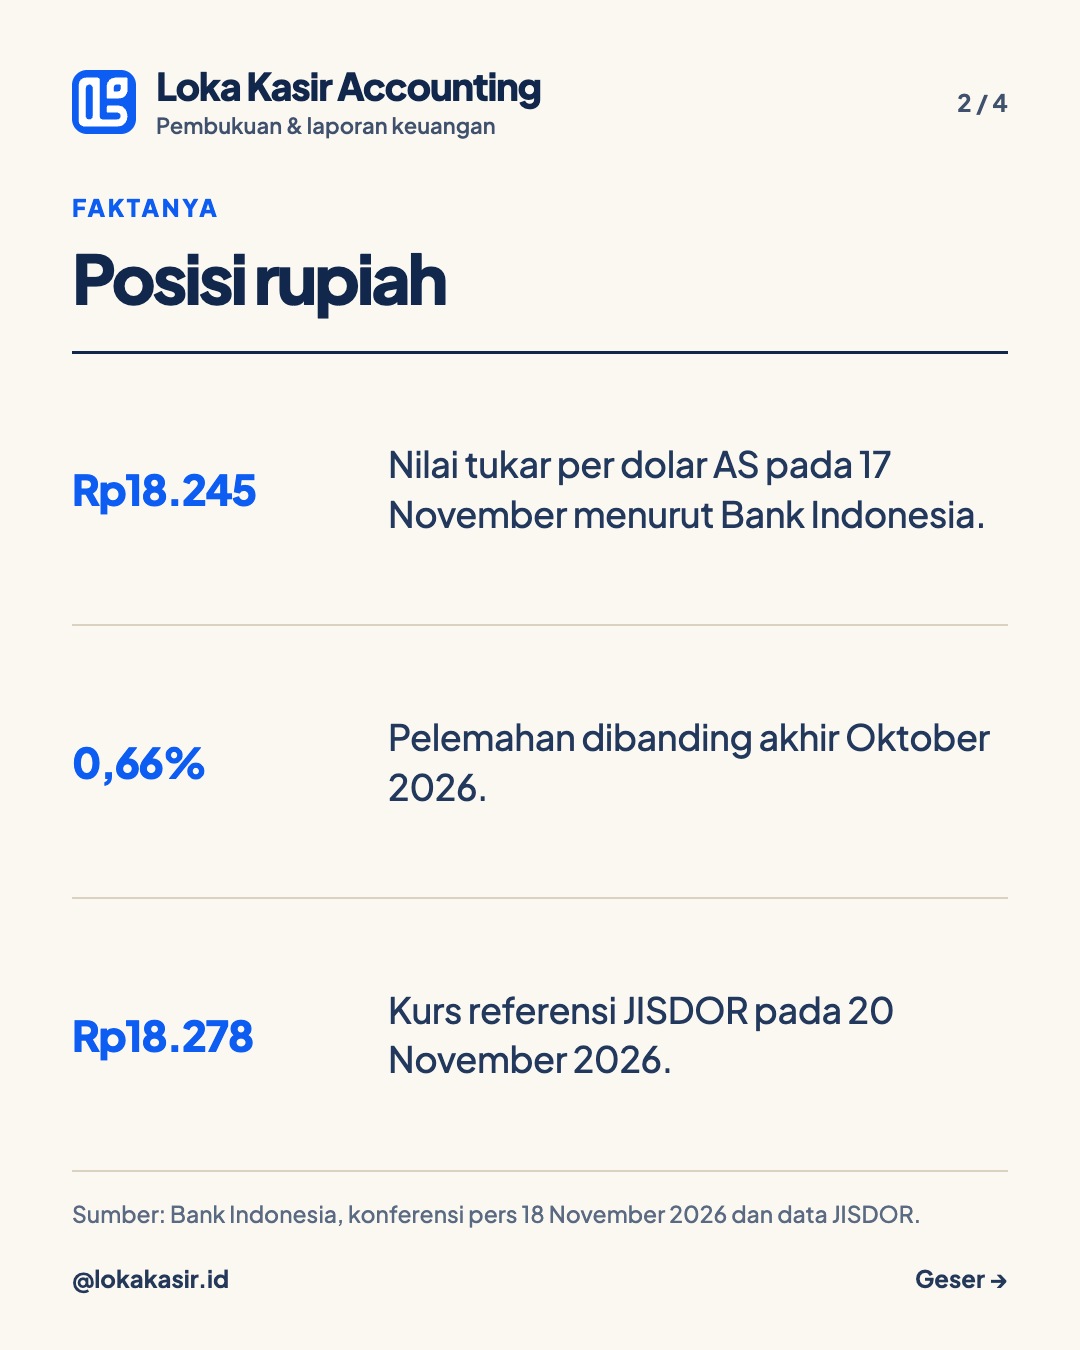 Loka Kasir Accounting
Pembukuan & laporan keuangan
2 / 4
FAKTANYA
Posisi rupiah
Rp18.245
Nilai tukar per dolar AS pada 17
November menurut Bank Indonesia.
0,66%
Pelemahan dibanding akhir Oktober
2026.
Rp18.278
Kurs referensi JISDOR pada 20
November 2026.
Sumber: Bank Indonesia, konferensi pers 18 November 2026 dan data JISDOR.
@lokakasir.id
Geser →